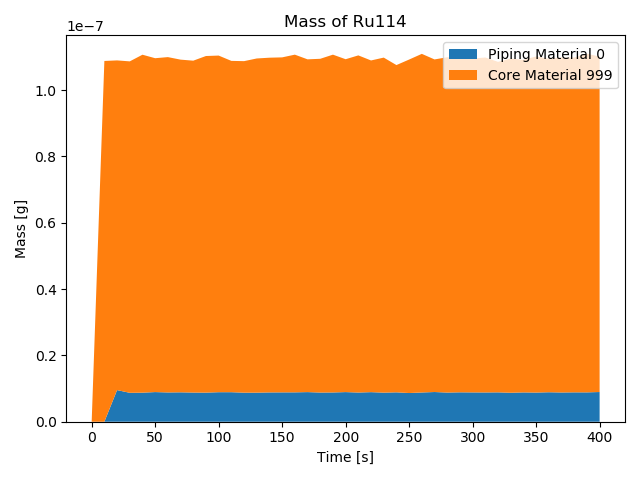 Mass of Ru114
1e−7
Piping Material 0
Core Material 999
1.0
0.8
0.6
0.4
0.2
0.0
Mass [g]
0 50 100 150 200 250 300 350 400
Time [s]